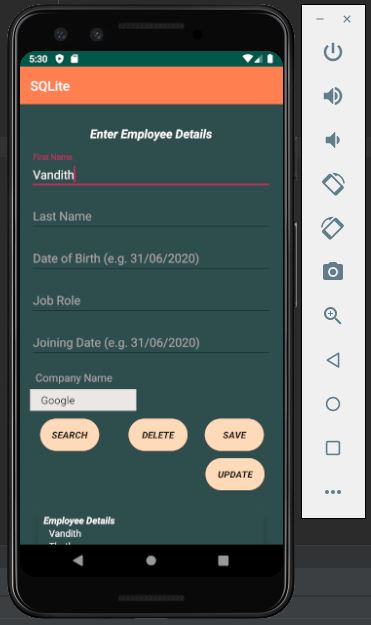 5:30
SQLite
Enter Employee Details
First Name
Vandith
Last Name
Date of Birth (e.g. 31/06/2020)
Job Role
Joining Date (e.g. 31/06/2020)
Company Name
Google
SEARCH DELETE SAVE
UPDATE
Employee Details
Vandith